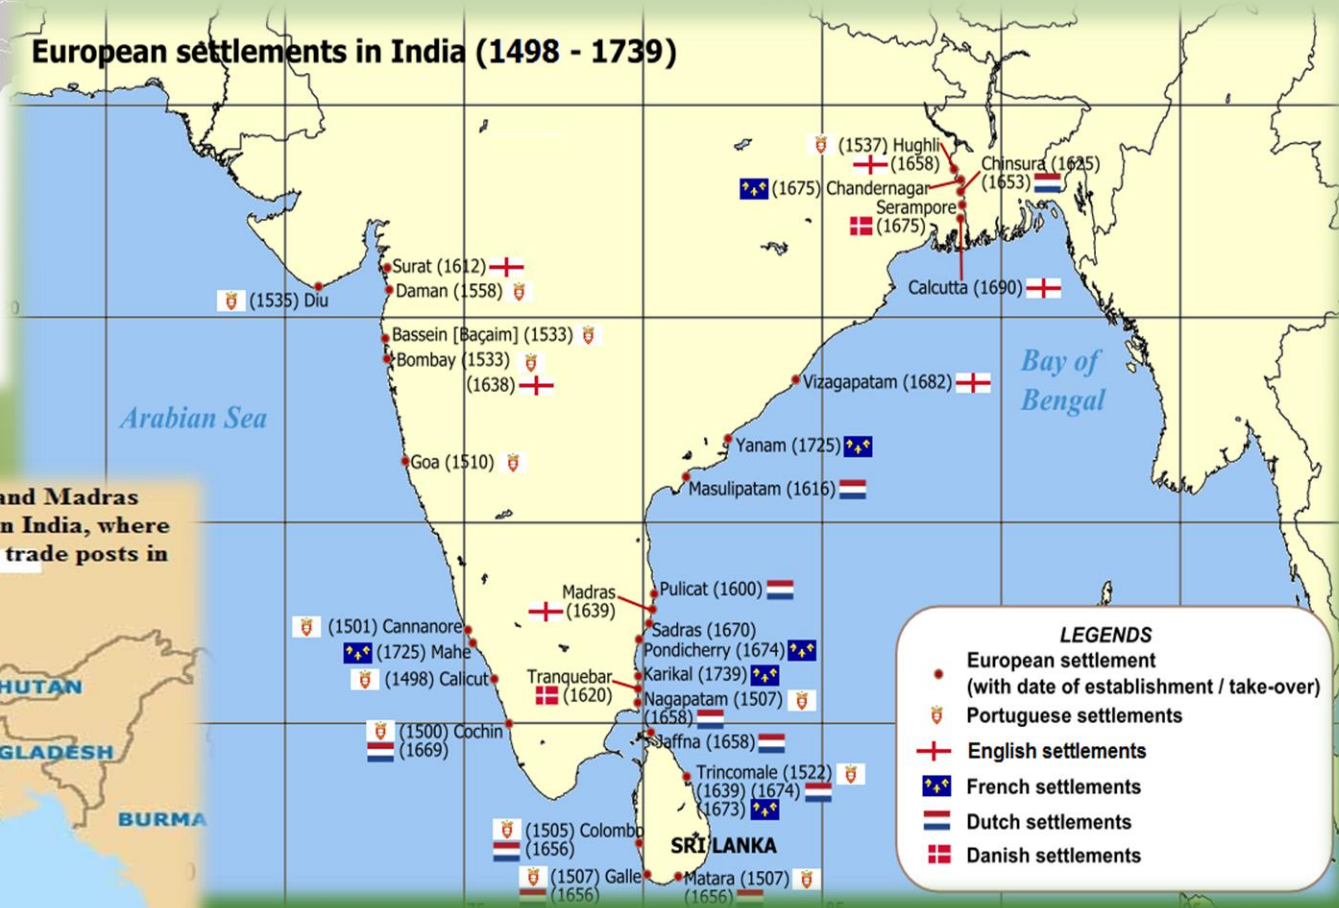 European settlements in India (1498 - 1739)
(1537) Hughli
(1658)
Chinsura (1625)
(1653)
(1675) Chandernagar
Serampore
(1675)
Calcutta (1690)
Surat (1612)
Daman (1558)
(1535) Diu
0
Bassein [Baçaim] (1533)
Bombay (1533)
(1638)
Bay of
Bengal
Vizagapatam (1682)
Arabian Sea
Yanam (1725)
Goa (1510)
Masulipatam (1616)
and Madras
n India, where
trade posts in
Pulicat (1600)
Madras
(1639)
Sadras (1670)
Pondicherry (1674)
(1501) Cannanore
(1725) Mahe
(1498) Calicut
Karikal (1739)
Tranquebar
(1620)
Nagapatam (1507)
(1658)
(1500) Cochin
(1669)
Jaffna (1658)
Trincomale (1522)
(1639) (1674)
(1673)
(1505) Colombo
(1656)
SRI LANKA
(1507) Galle
(1656)
Matara (1507)
(1656)
HUTAN
GLADESH
BURMA
LEGENDS
European settlement
(with date of establishment / take-over)
Portuguese settlements
English settlements
French settlements
Dutch settlements
Danish settlements